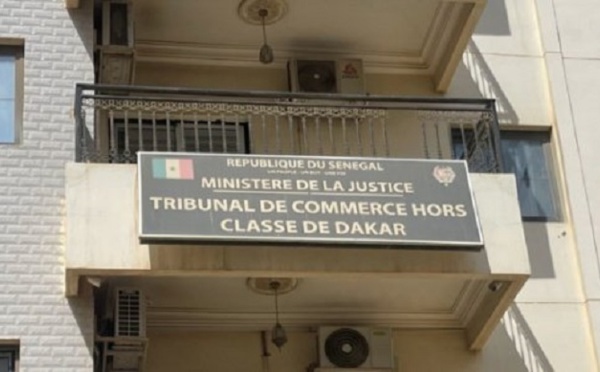 REPUBLIQUE DU SENEGAL
MINISTERE DE LA JUSTICE
TRIBUNAL DE COMMERCE HORS
CLASSE DE DAKAR